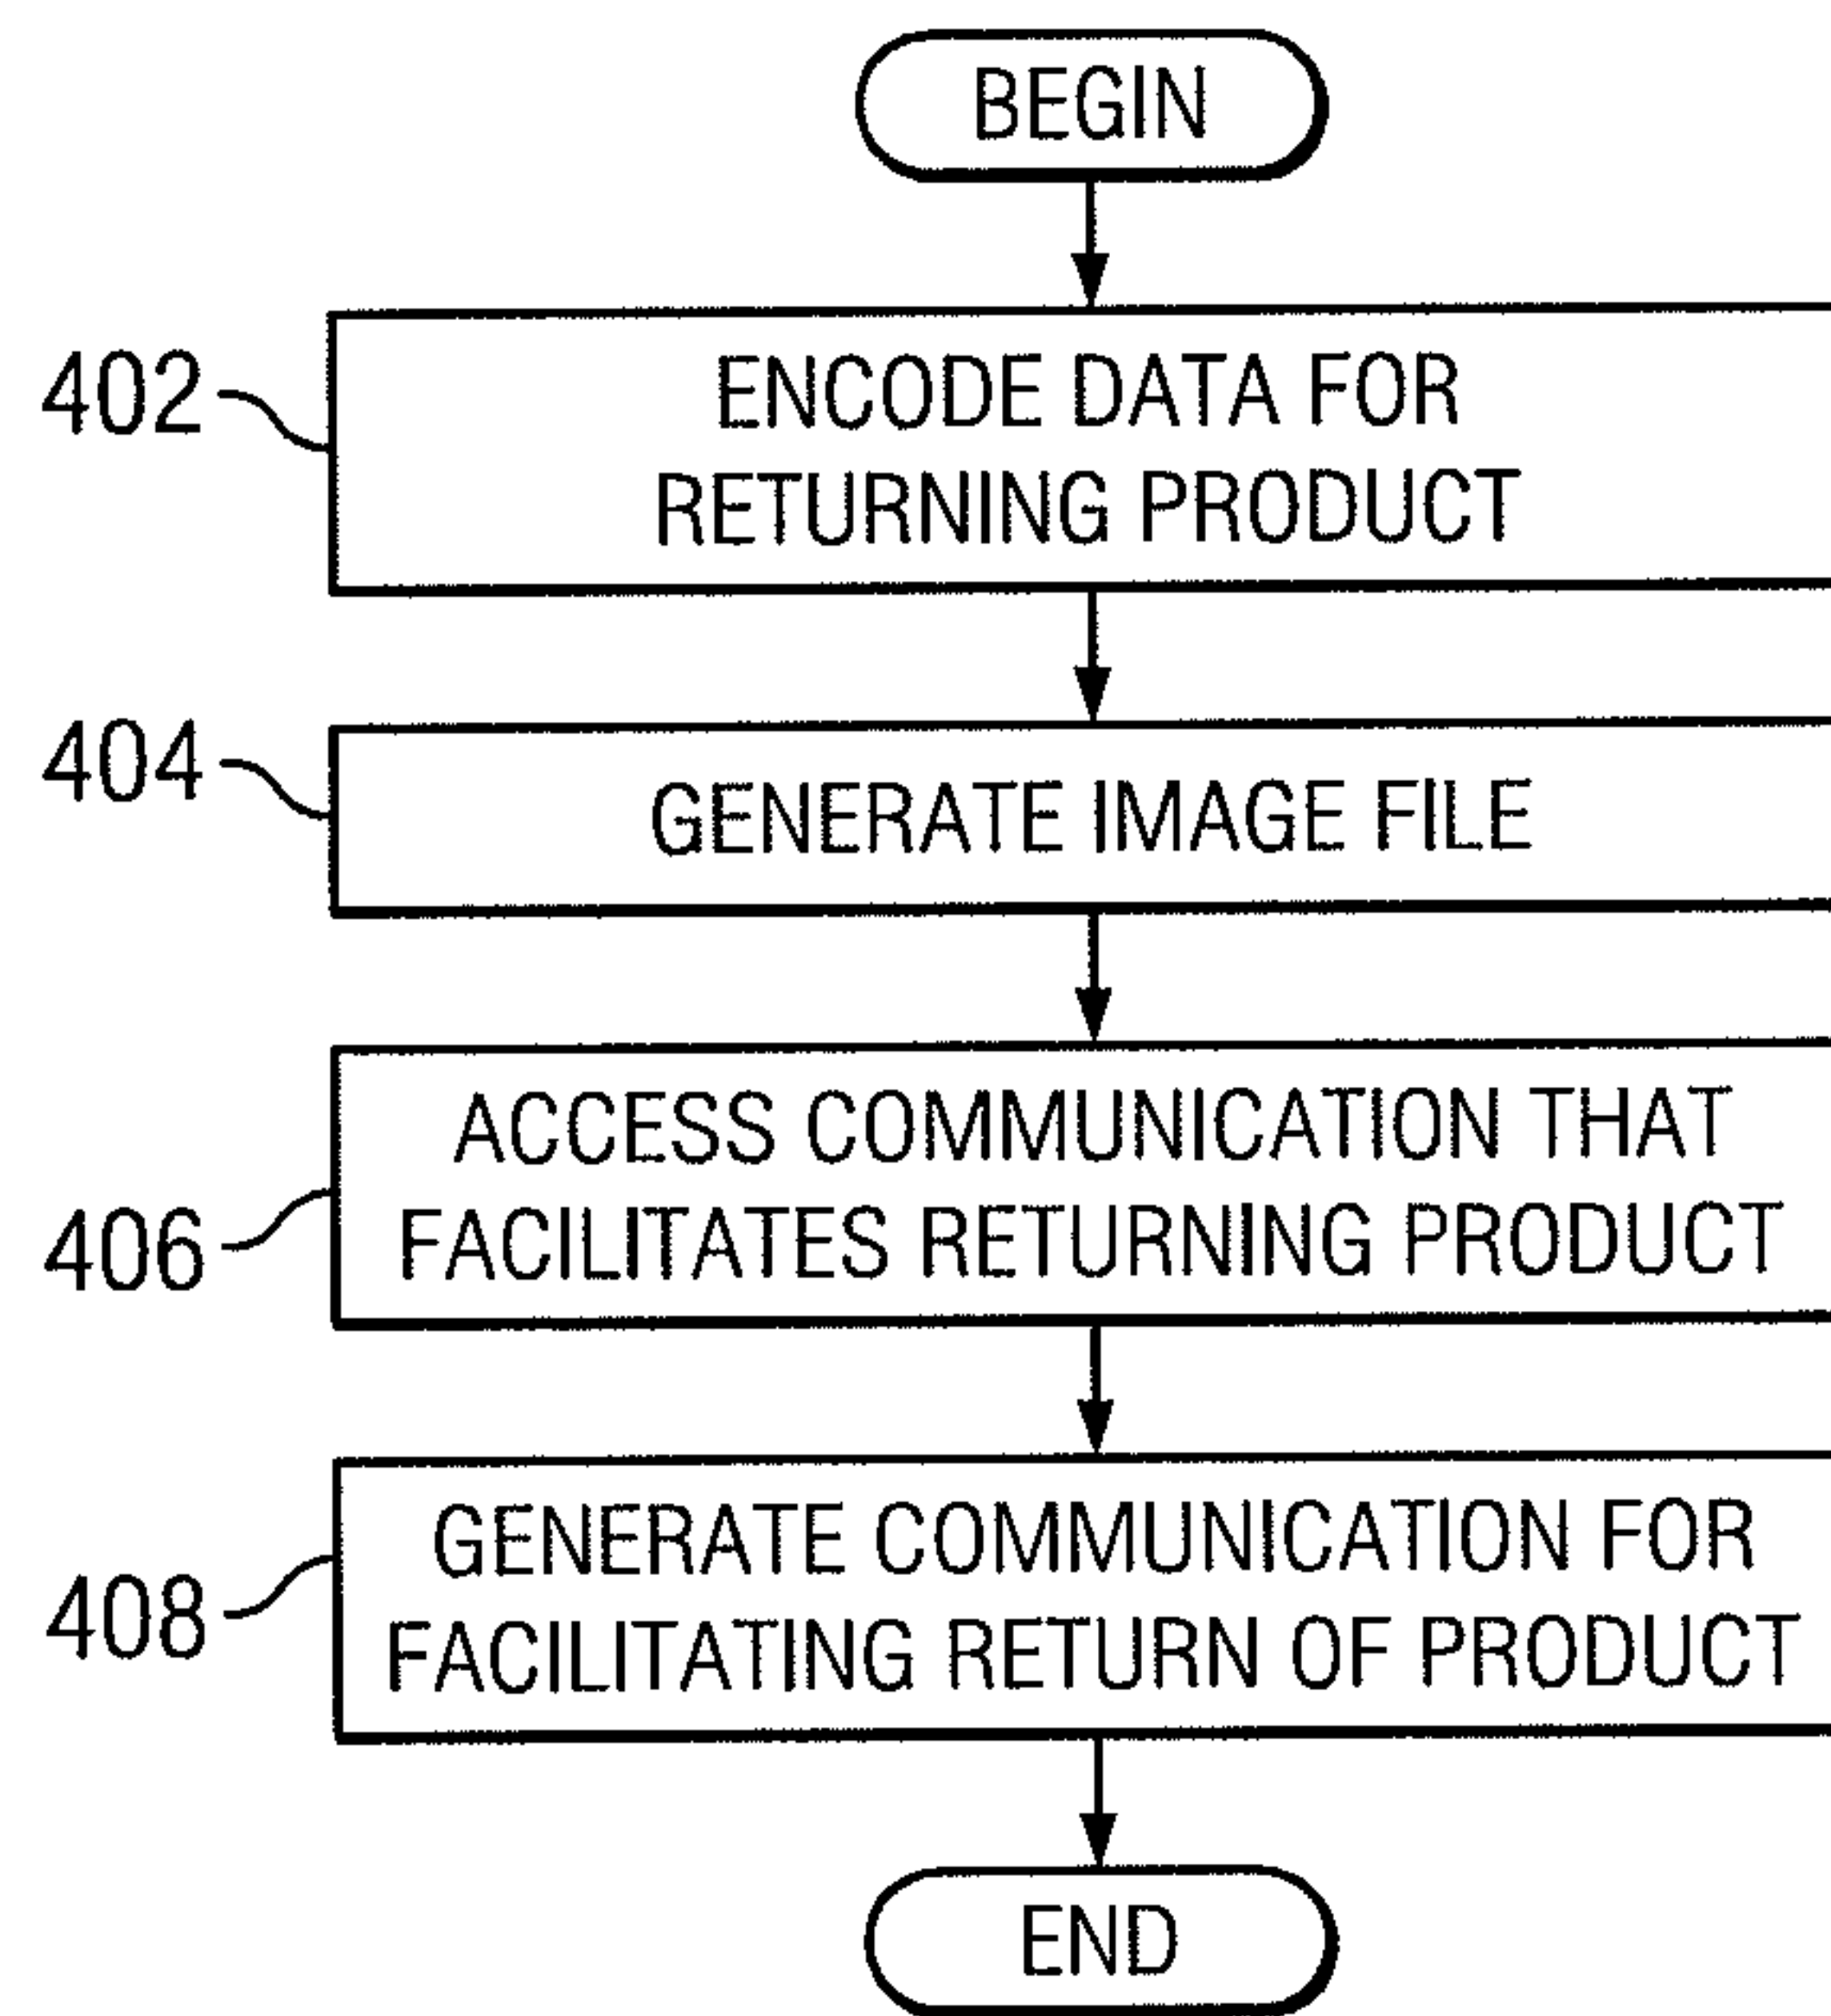 BEGIN
402
ENCODE DATA FOR
RETURNING PRODUCT
404
GENERATE IMAGE FILE
406
ACCESS COMMUNICATION THAT
FACILITATES RETURNING PRODUCT
408
GENERATE COMMUNICATION FOR
FACILITATING RETURN OF PRODUCT
END